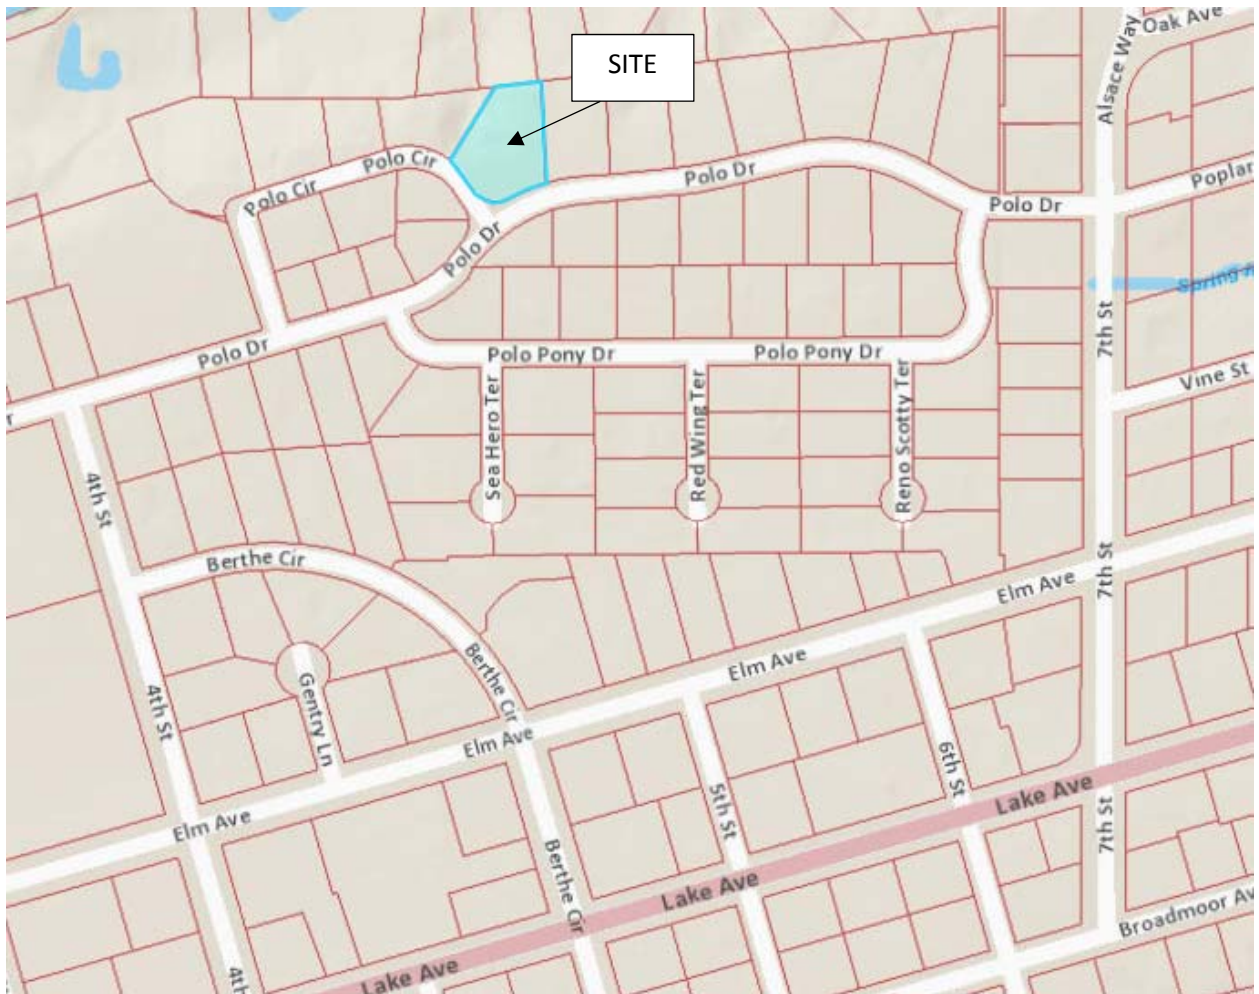 Oak Ave
SITE
Alsace Way
Polo Cir
Polo Dr
Poplar
Polo Cir
Polo Dr
Polo Dr
7th St
Polo Dr
Polo Pony Dr
Polo Pony Dr
Vine St
Sea Hero Ter
Red Wing Ter
Reno Scotty Ter
4th St
Berthe Cir
Elm Ave
7th St
Berthe Cir
Elm Ave
4th St
Gentry Ln
Elm Ave
6th St
Lake Ave
5th St
Elm Ave
7th St
Berthe Cir
Lake Ave
Broadmoor Av
Lake Ave
4th
Spring